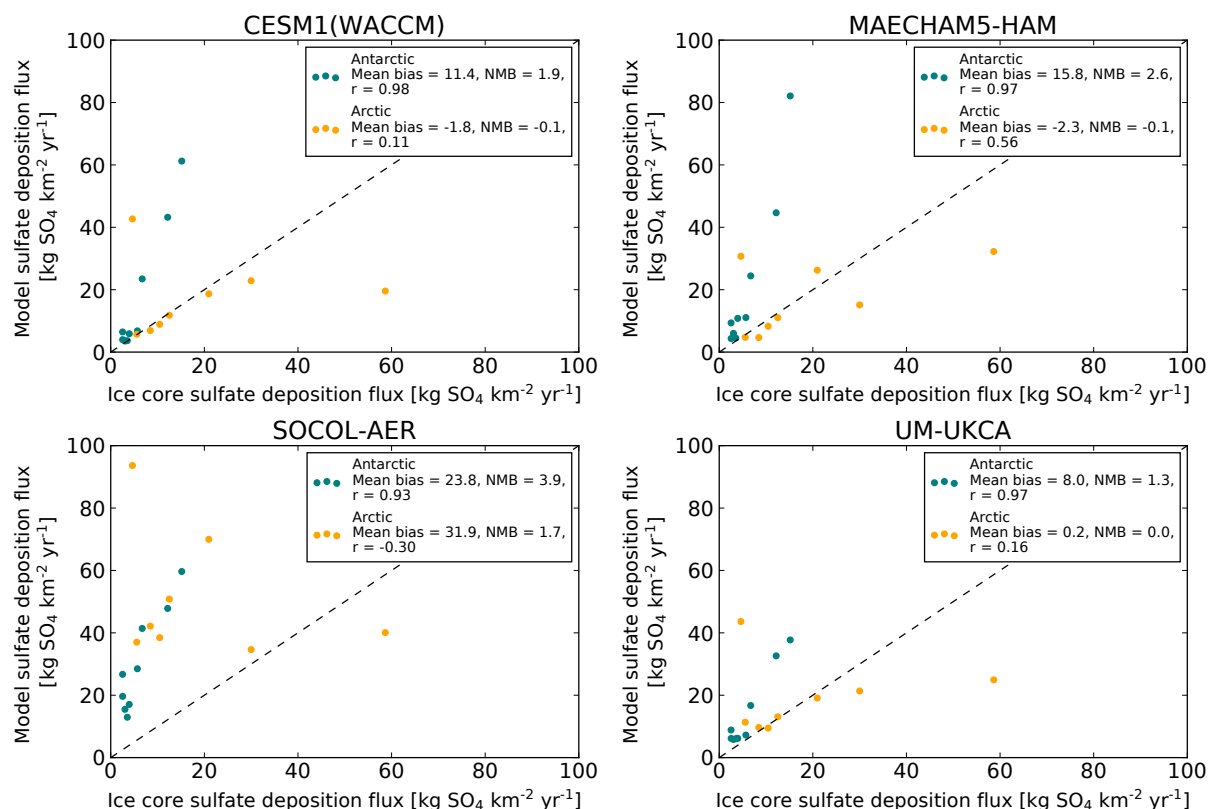 CESM1(WACCM)
Model sulfate deposition flux
[kg SO4 km-2 yr-1]
100
80
60
40
20
0
Antarctic
Mean bias = 11.4, NMB = 1.9,
r = 0.98
Arctic
Mean bias = -1.8, NMB = -0.1,
r = 0.11
0 20 40 60 80 100
Ice core sulfate deposition flux [kg SO4 km-2 yr-1]
MAECHAM5-HAM
Model sulfate deposition flux
[kg SO4 km-2 yr-1]
100
80
60
40
20
0
Antarctic
Mean bias = 15.8, NMB = 2.6,
r = 0.97
Arctic
Mean bias = -2.3, NMB = -0.1,
r = 0.56
0 20 40 60 80 100
Ice core sulfate deposition flux [kg SO4 km-2 yr-1]
SOCOL-AER
Model sulfate deposition flux
[kg SO4 km-2 yr-1]
100
80
60
40
20
0
Antarctic
Mean bias = 23.8, NMB = 3.9,
r = 0.93
Arctic
Mean bias = 31.9, NMB = 1.7,
r = -0.30
0 20 40 60 80 100
Ice core sulfate deposition flux [kg SO4 km-2 yr-1]
UM-UKCA
Model sulfate deposition flux
[kg SO4 km-2 yr-1]
100
80
60
40
20
0
Antarctic
Mean bias = 8.0, NMB = 1.3,
r = 0.97
Arctic
Mean bias = 0.2, NMB = 0.0,
r = 0.16
0 20 40 60 80 100
Ice core sulfate deposition flux [kg SO4 km-2 yr-1]